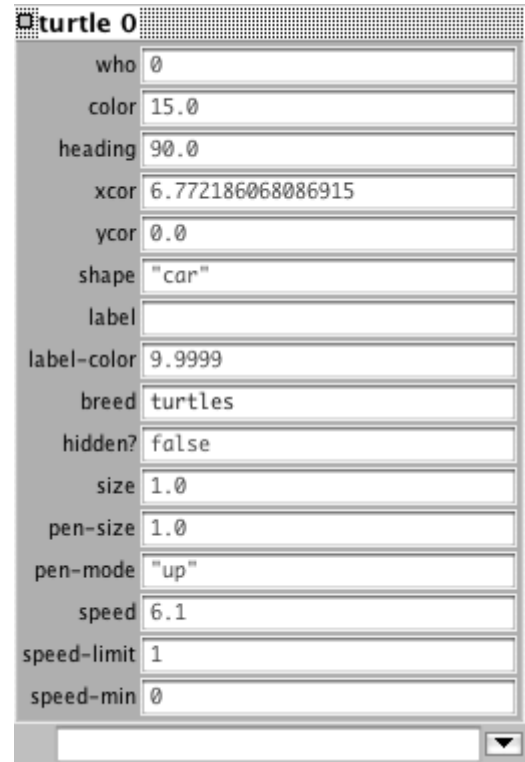 turtle 0
who 0
color 15.0
heading 90.0
xcor 6.772186068086915
ycor 0.0
shape "car"
label
label-color 9.9999
breed turtles
hidden? false
size 1.0
pen-size 1.0
pen-mode "up"
speed 6.1
speed-limit 1
speed-min 0